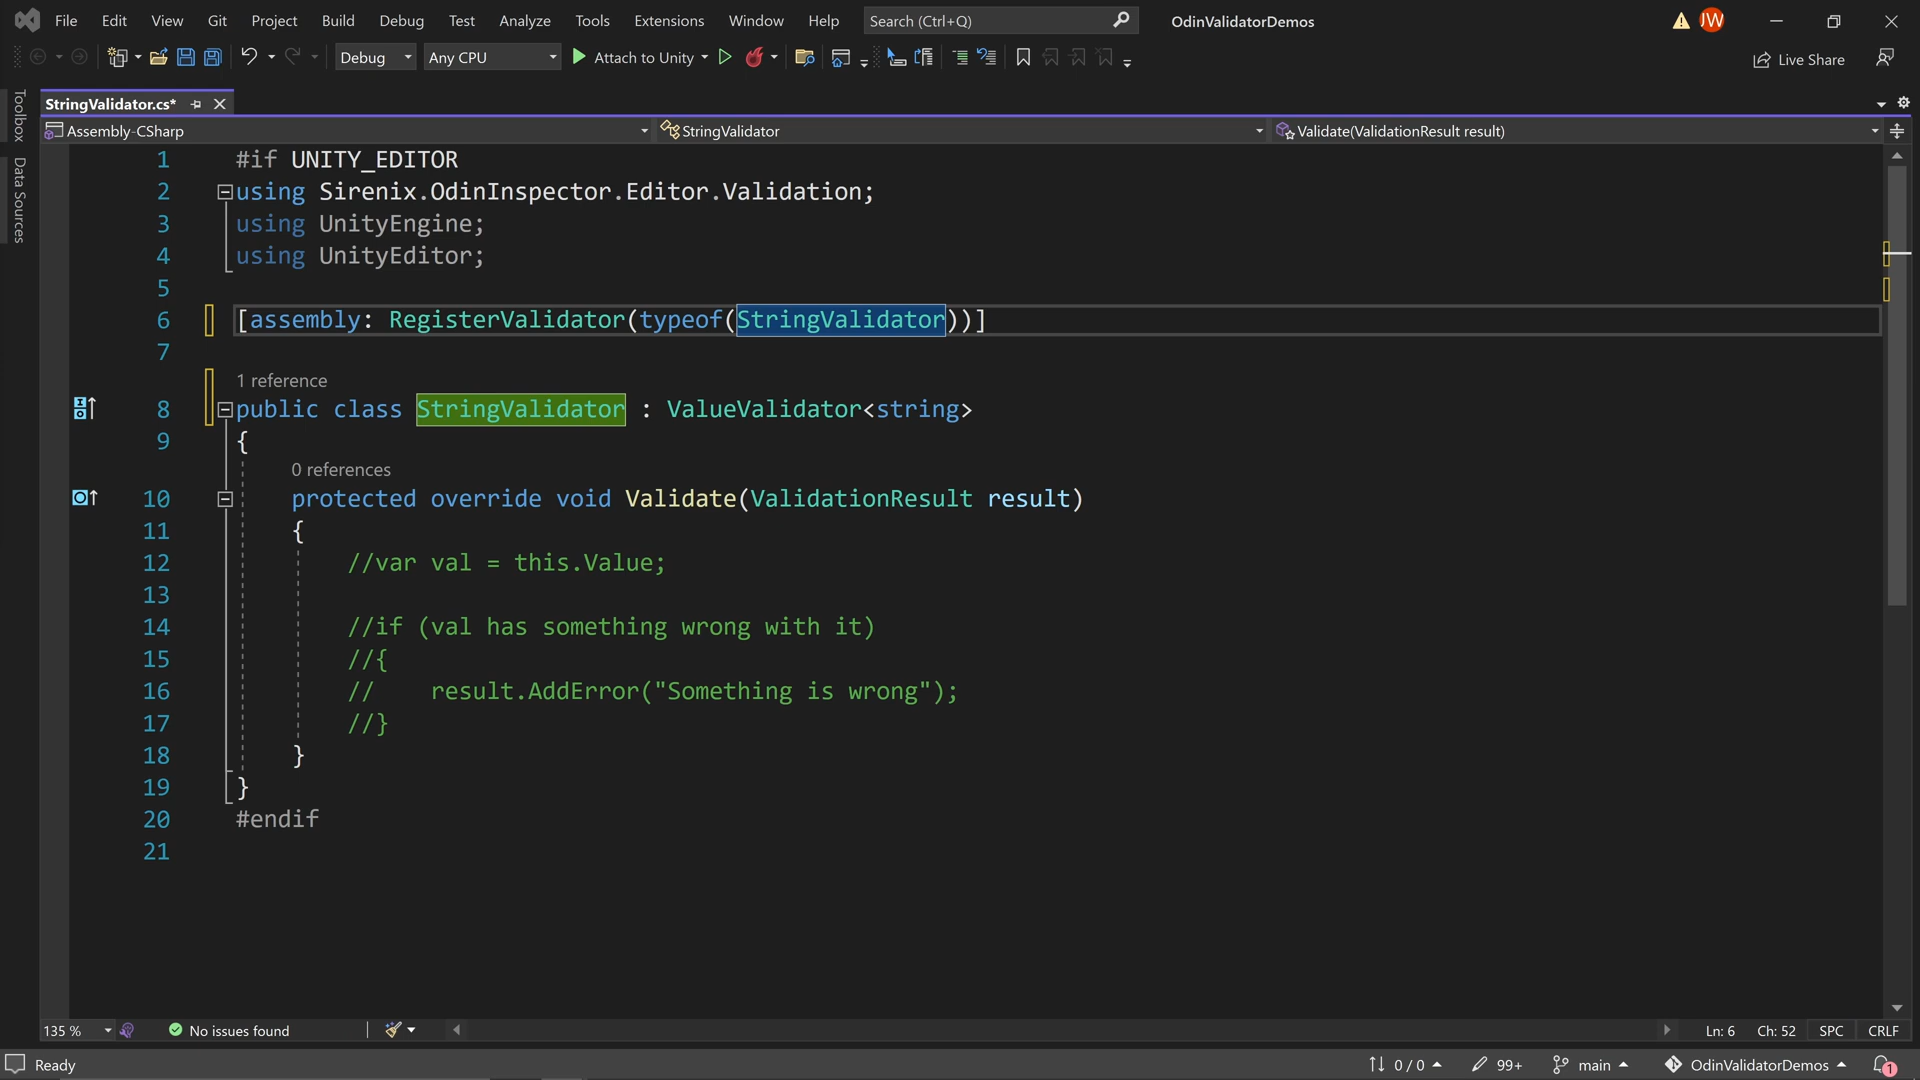 File Edit View Git Project Build Debug Test Analyze Tools Extensions Window Help Search (Ctrl+Q) OdinValidatorDemos JW
Debug Any CPU Attach to Unity Live Share
Toolbox
Data Sources
StringValidator.cs*
Assembly-CSharp StringValidator Validate(ValidationResult result)
1 #if UNITY_EDITOR
2 using Sirenix.OdinInspector.Editor.Validation;
3 using UnityEngine;
4 using UnityEditor;
5
6 [assembly: RegisterValidator(typeof(StringValidator))]
7
1 reference
8 public class StringValidator : ValueValidator<string>
9 {
0 references
10 protected override void Validate(ValidationResult result)
11 {
12 //var val = this.Value;
13
14 //if (val has something wrong with it)
15 //{
16 // result.AddError("Something is wrong");
17 //}
18 }
19 }
20 #endif
21
135 % No issues found Ln: 6 Ch: 52 SPC CRLF
Ready 0 / 0 99+ main OdinValidatorDemos 1